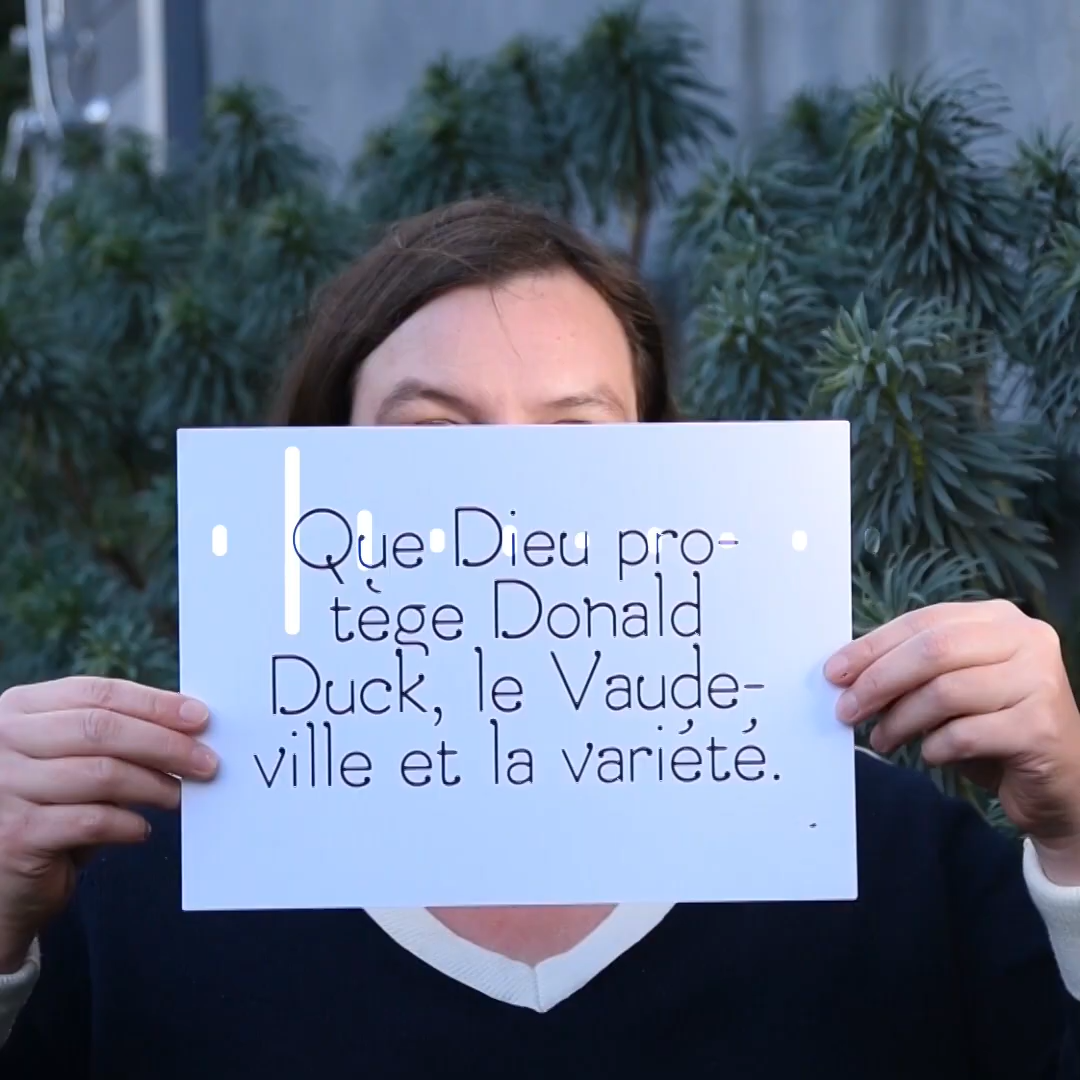 Que Dieu pro-
tège Donald
Duck, le Vaude-
ville et la variété.